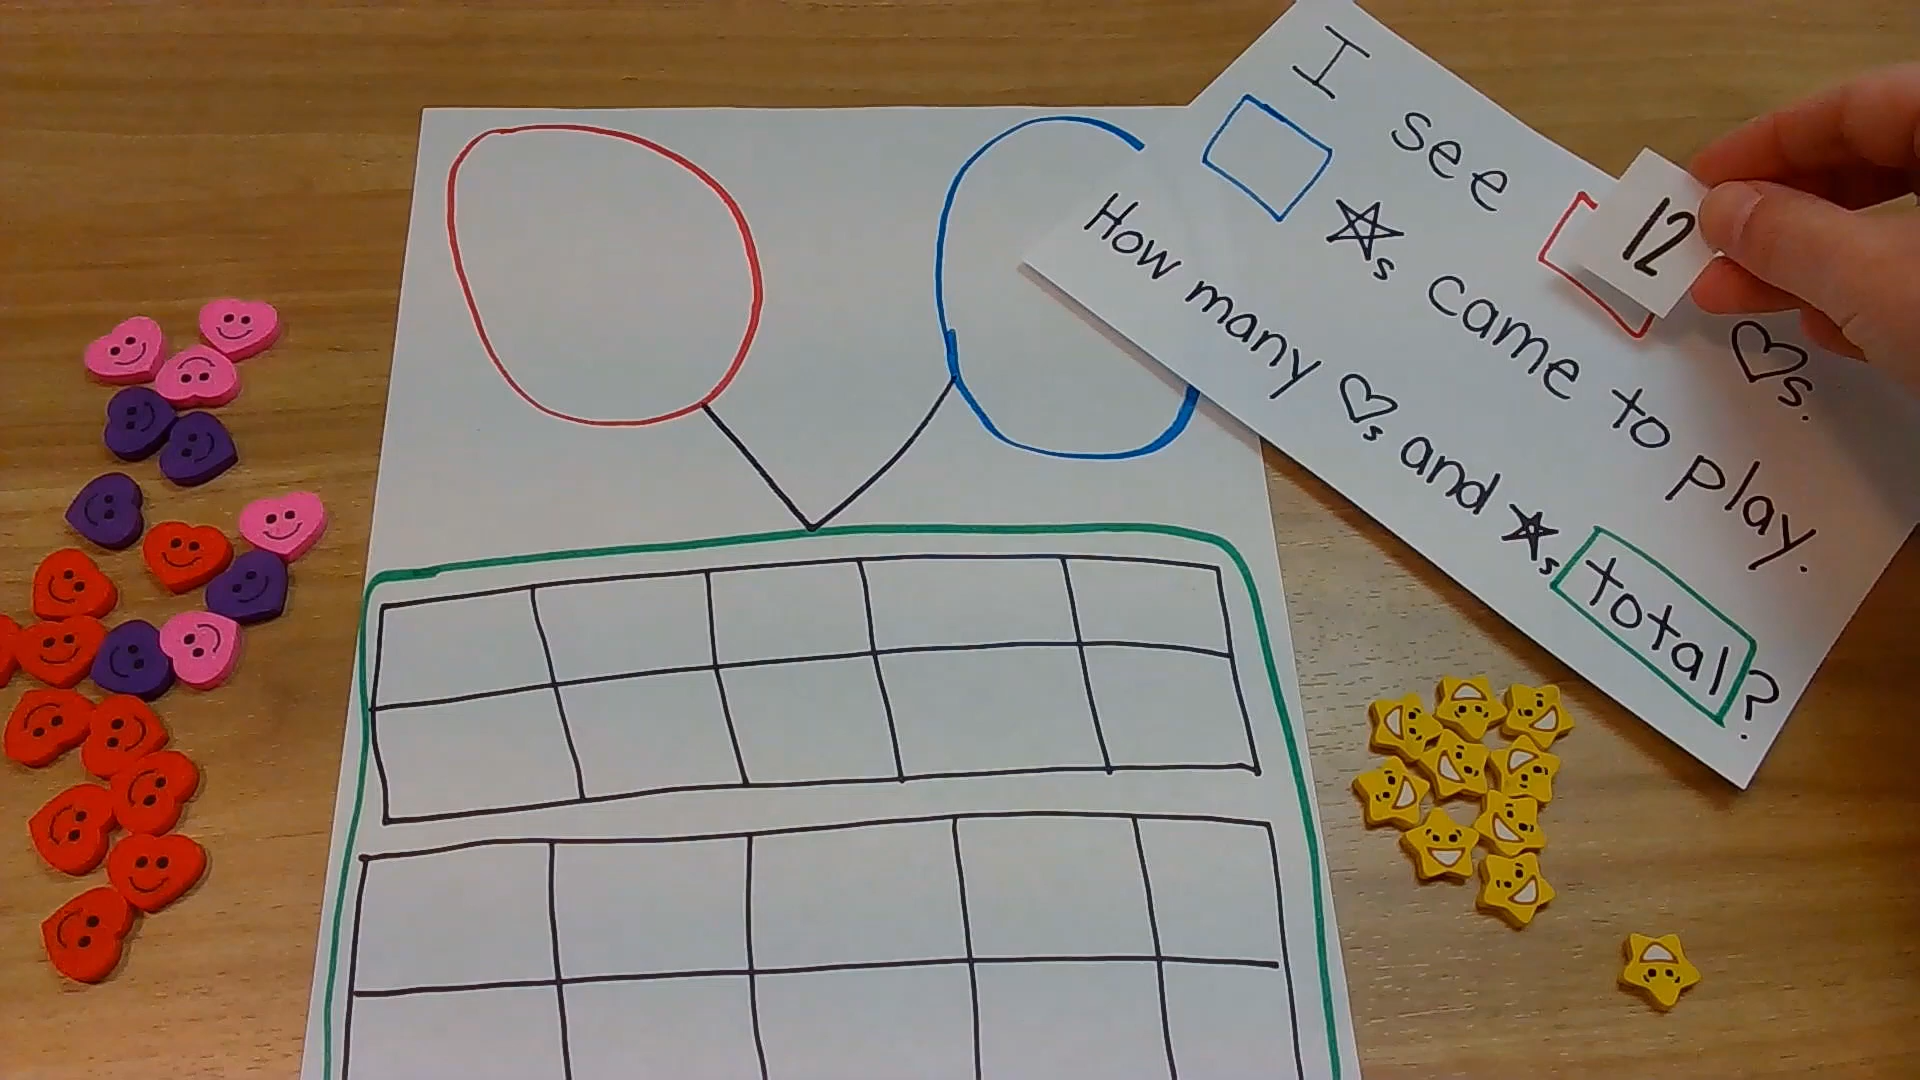 I see 12 ♡s.
☆s came to play.
How many ♡s and ☆s total?